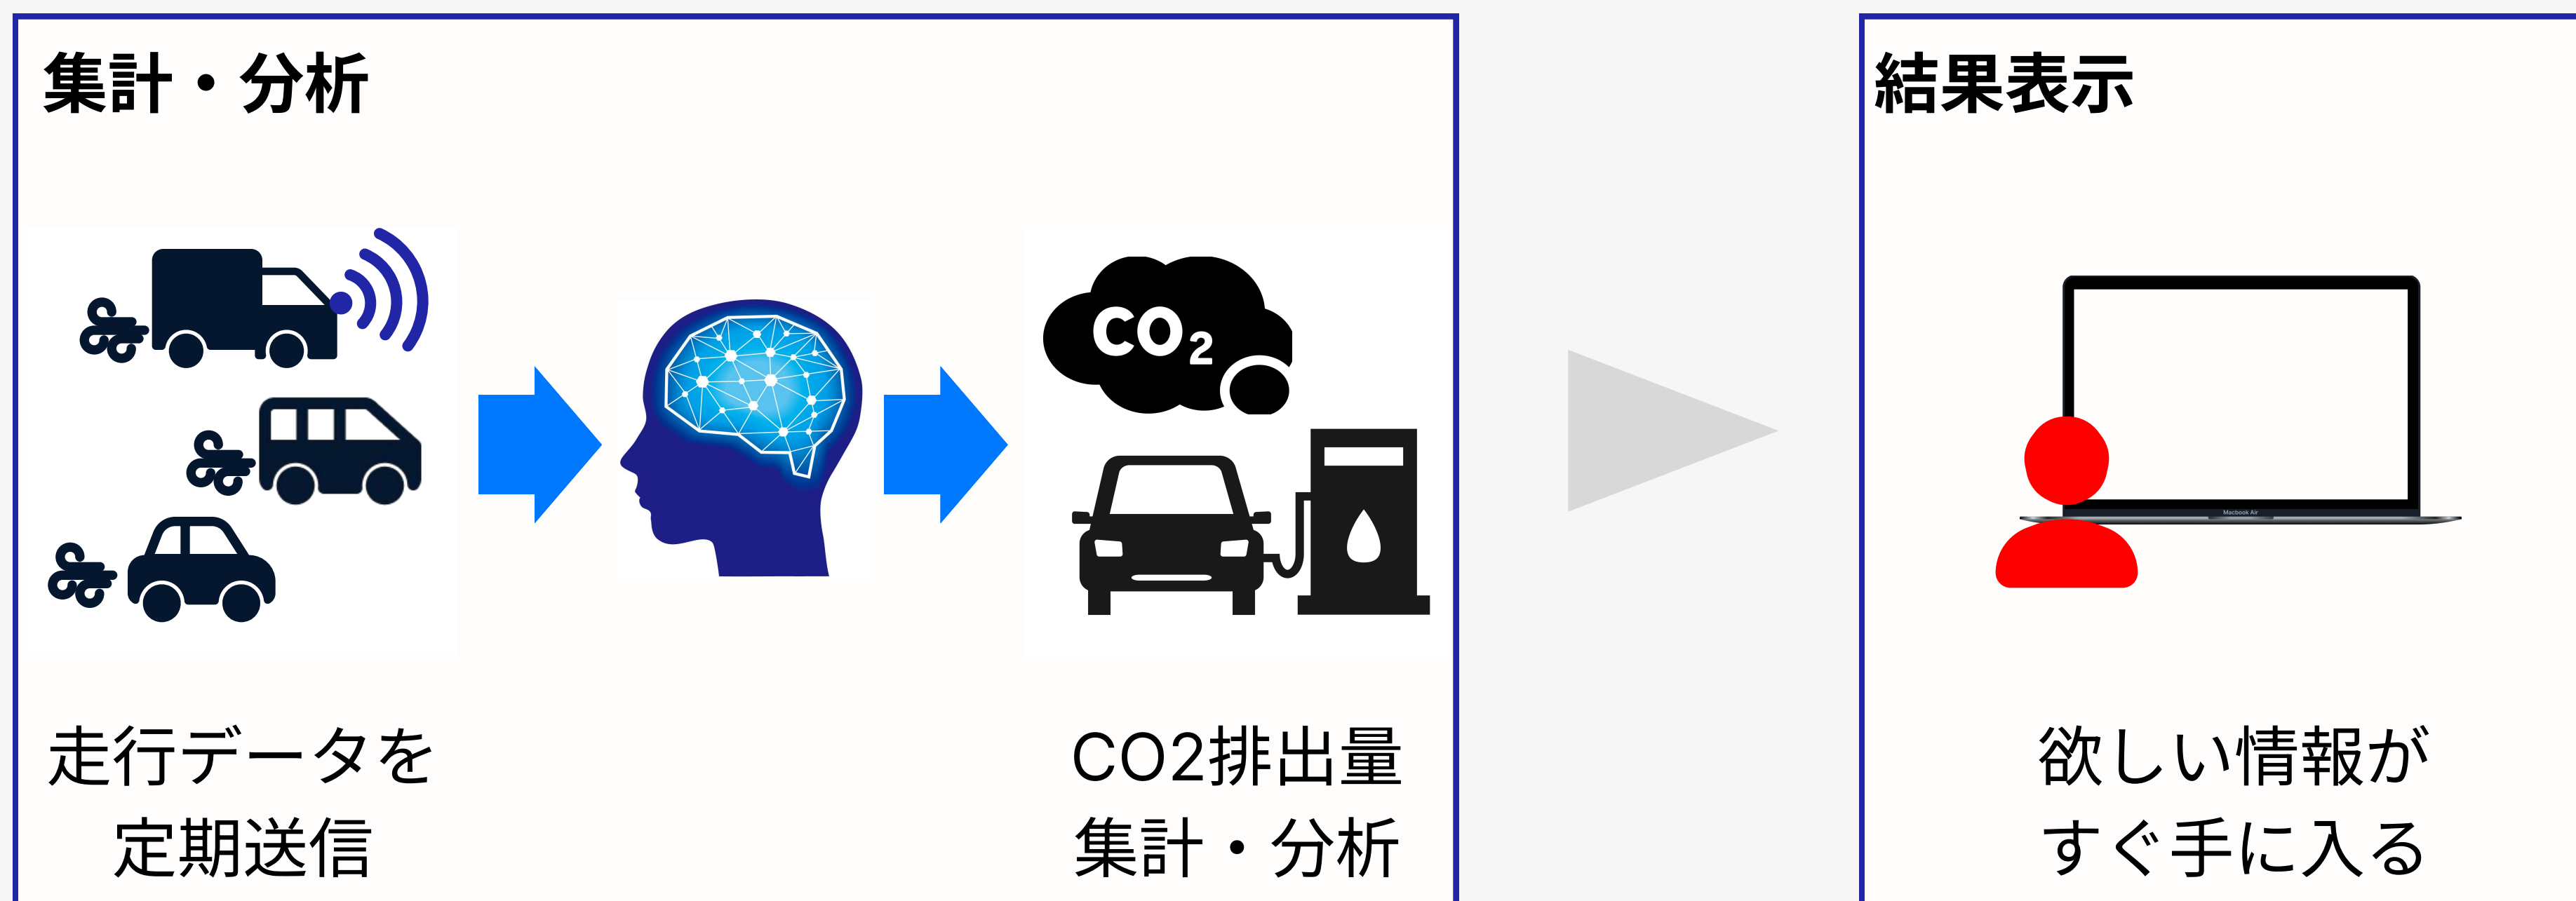 集計・分析
走行データを
定期送信
CO2
CO2排出量
集計・分析
結果表示
Macbook Air
欲しい情報が
すぐ手に入る